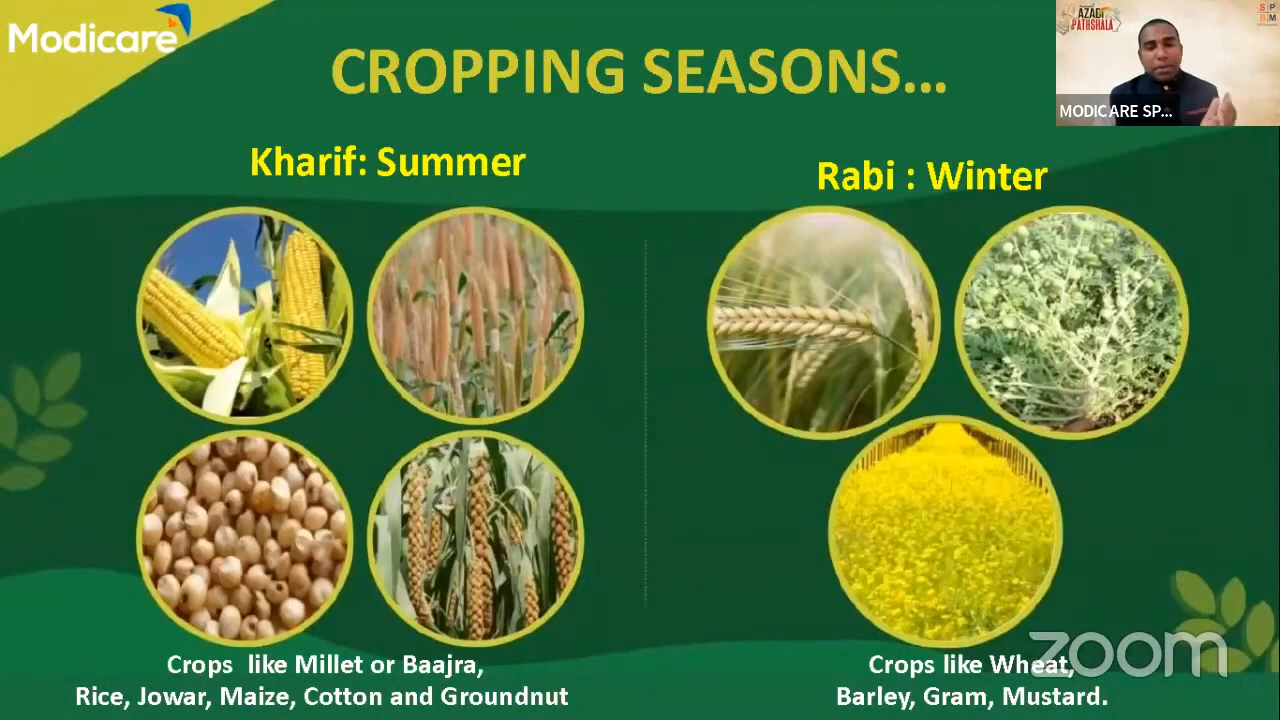 Modicare
CROPPING SEASONS...
AZADI
PATHSHALA
S P
B M
MODICARE SP...
Kharif: Summer
Rabi : Winter
Crops like Millet or Baajra,
Rice, Jowar, Maize, Cotton and Groundnut
Crops like Wheat,
Barley, Gram, Mustard.
zoom